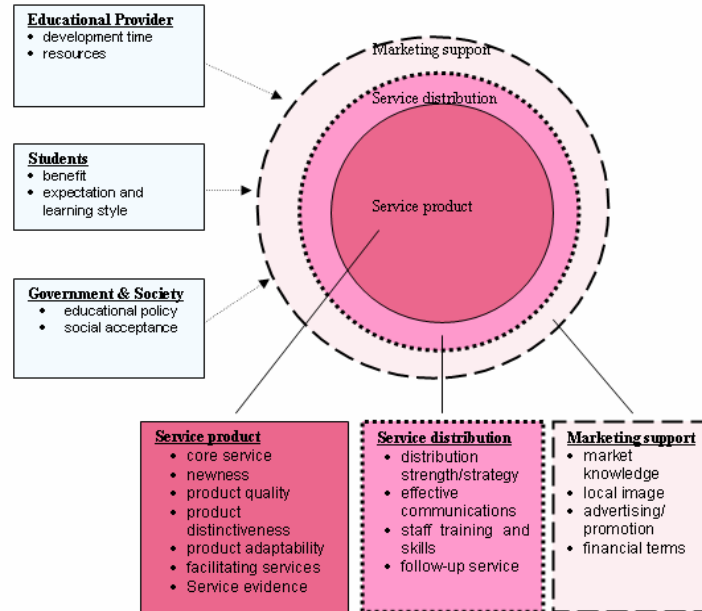 Educational Provider
• development time
• resources
Students
• benefit
• expectation and
learning style
Government & Society
• educational policy
• social acceptance
Marketing support
Service distribution
Service product
Service product
• core service
• newness
• product quality
• product
distinctiveness
• product adaptability
• facilitating services
• Service evidence
Service distribution
• distribution
strength/strategy
• effective
communications
• staff training and
skills
• follow-up service
Marketing support
• market
knowledge
• local image
• advertising/
promotion
• financial terms